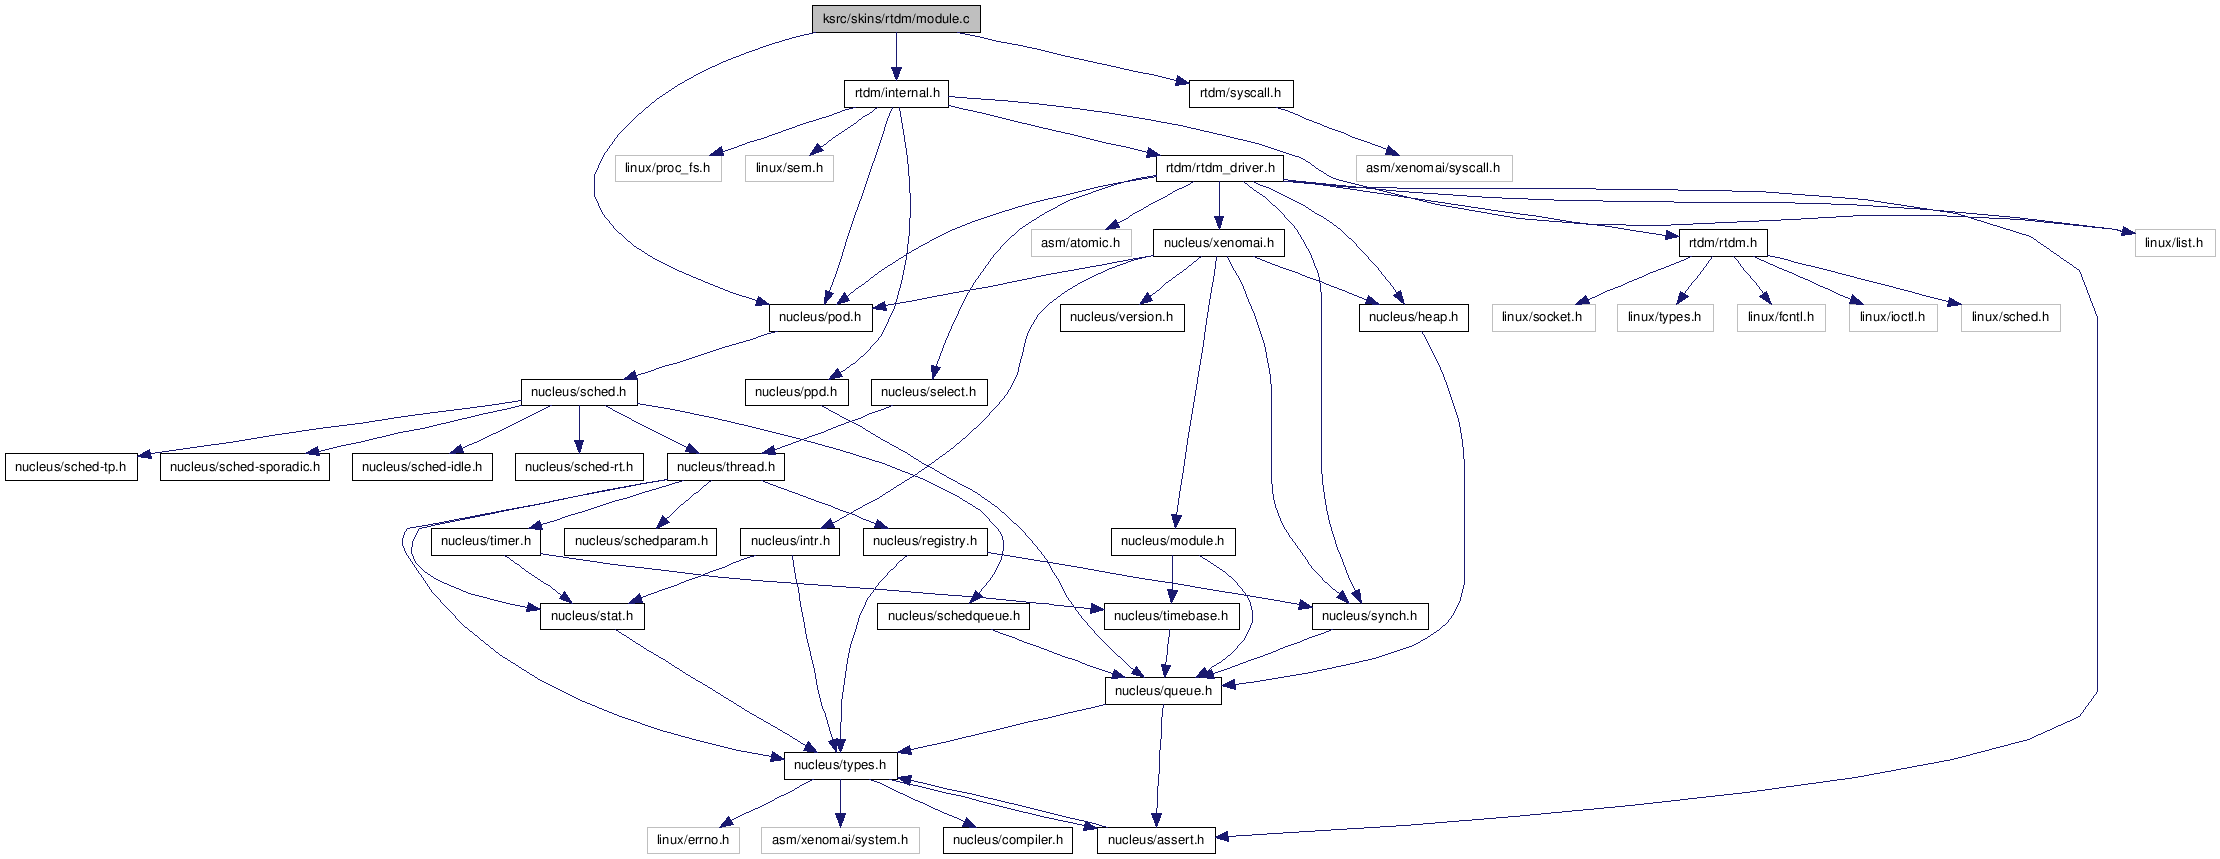 ksrc/skins/rtdm/module.c
rtdm/internal.h
rtdm/syscall.h
linux/proc_fs.h
linux/sem.h
rtdm/rtdm_driver.h
asm/xenomai/syscall.h
asm/atomic.h
nucleus/xenomai.h
rtdm/rtdm.h
linux/list.h
nucleus/pod.h
nucleus/version.h
nucleus/heap.h
linux/socket.h
linux/types.h
linux/fcntl.h
linux/ioctl.h
linux/sched.h
nucleus/sched.h
nucleus/ppd.h
nucleus/select.h
nucleus/sched-tp.h
nucleus/sched-sporadic.h
nucleus/sched-idle.h
nucleus/sched-rt.h
nucleus/thread.h
nucleus/timer.h
nucleus/schedparam.h
nucleus/intr.h
nucleus/registry.h
nucleus/module.h
nucleus/stat.h
nucleus/schedqueue.h
nucleus/timebase.h
nucleus/synch.h
nucleus/queue.h
nucleus/types.h
linux/errno.h
asm/xenomai/system.h
nucleus/compiler.h
nucleus/assert.h